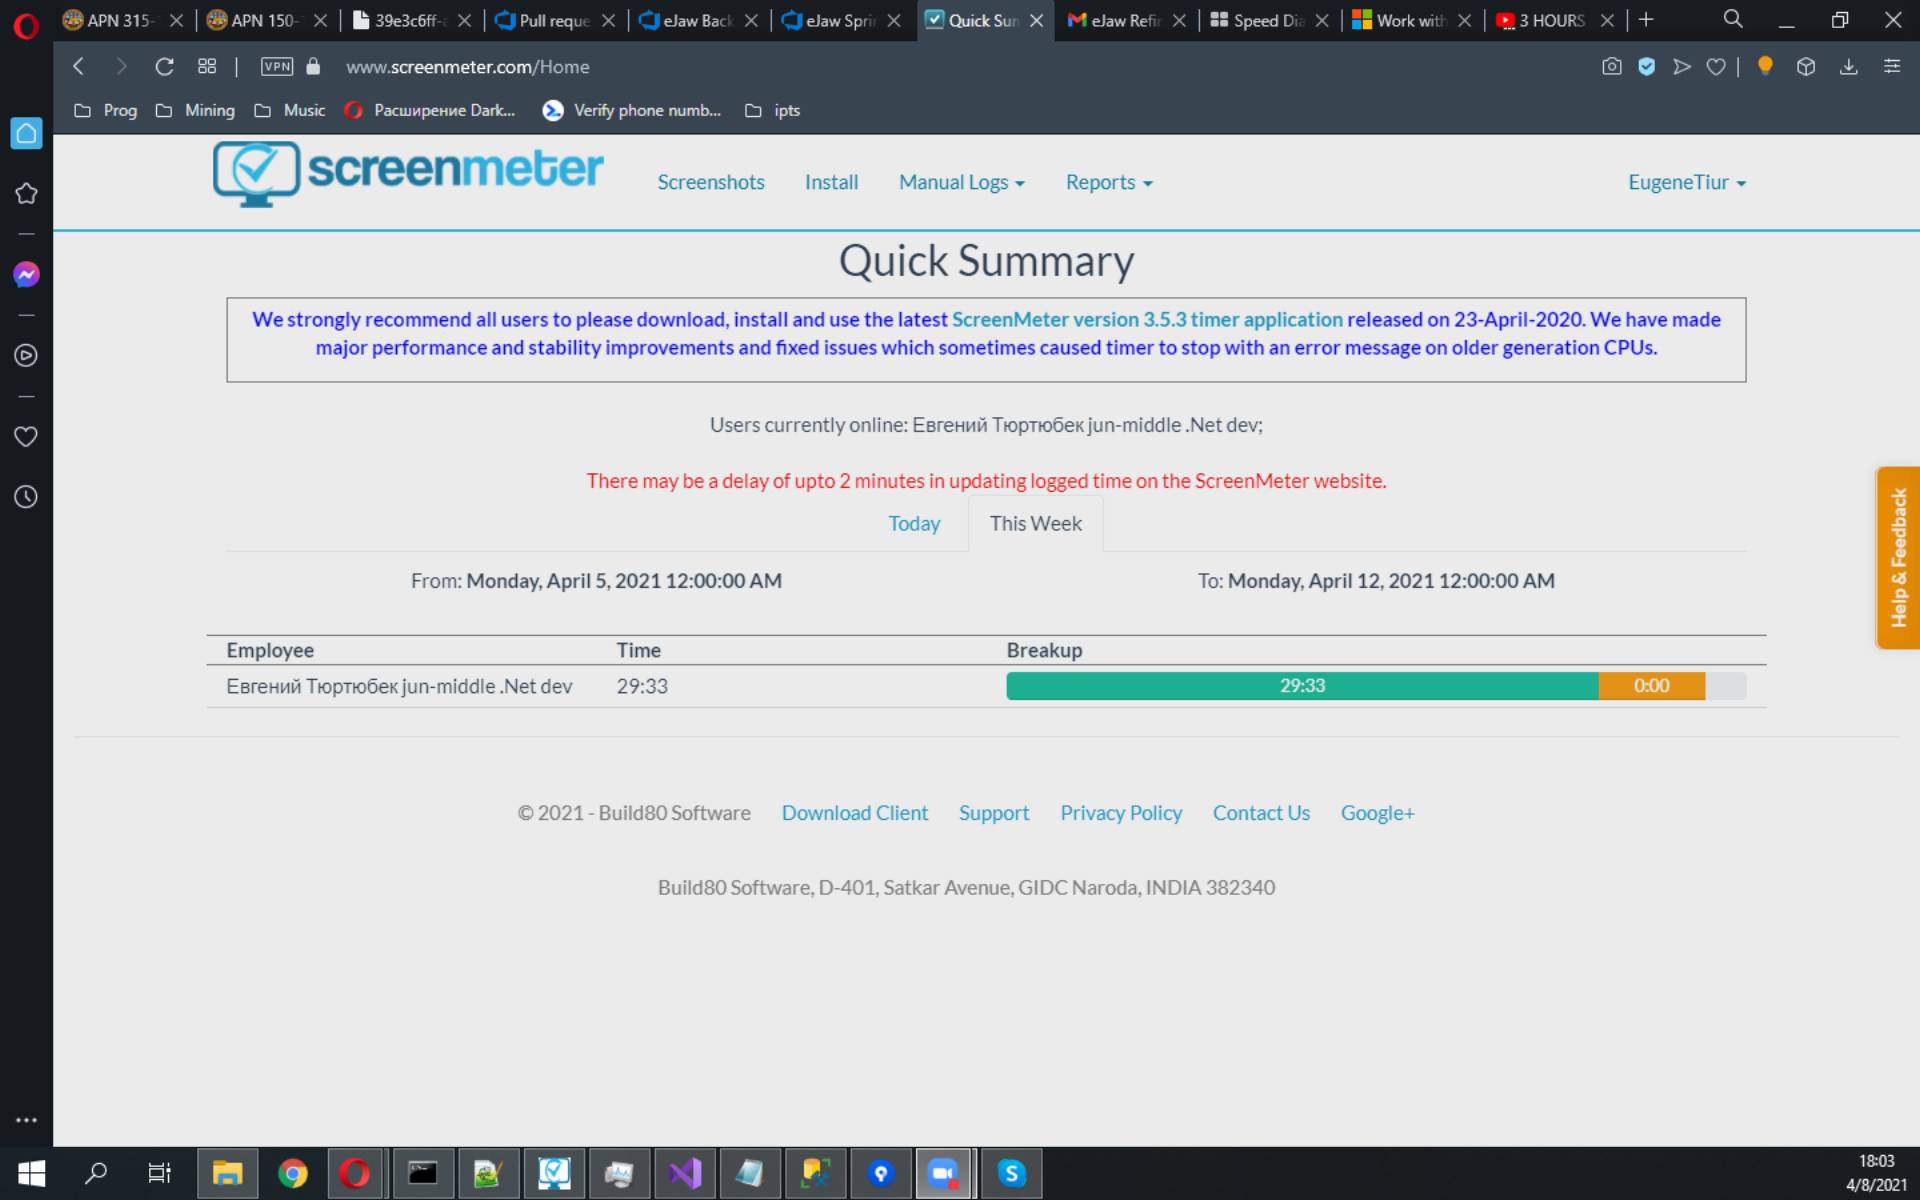 APN 315-
APN 150-
39e3c6ff-
Pull reque
eJaw Back
eJaw Sprin
Quick Sum
eJaw Refin
Speed Dia
Work with
3 HOURS
VPN
www.screenmeter.com/Home
Prog
Mining
Music
Расширение Dark...
Verify phone numb...
ipts
screenmeter
Screenshots
Install
Manual Logs
Reports
EugeneTiur
Quick Summary
We strongly recommend all users to please download, install and use the latest ScreenMeter version 3.5.3 timer application released on 23-April-2020. We have made
major performance and stability improvements and fixed issues which sometimes caused timer to stop with an error message on older generation CPUs.
Users currently online: Евгений Тюртюбек jun-middle .Net dev;
There may be a delay of upto 2 minutes in updating logged time on the ScreenMeter website.
Today
This Week
Help & Feedback
From: Monday, April 5, 2021 12:00:00 AM
To: Monday, April 12, 2021 12:00:00 AM
Employee Time Breakup
Евгений Тюртюбек jun-middle .Net dev 29:33 29:33 0:00
© 2021 - Build80 Software Download Client Support Privacy Policy Contact Us Google+
Build80 Software, D-401, Satkar Avenue, GIDC Naroda, INDIA 382340
18:03
4/8/2021